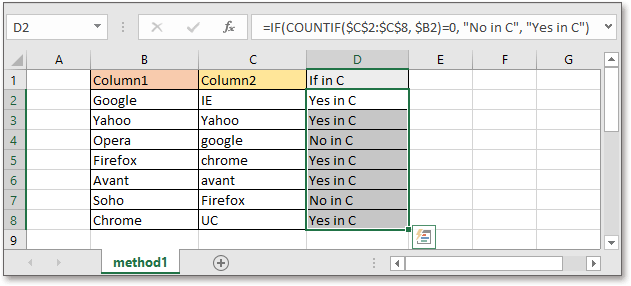 D2 fx =IF(COUNTIF($C$2:$C$8, $B2)=0, "No in C", "Yes in C")
A B C D E F G
1 Column1 Column2 If in C
2 Google IE Yes in C
3 Yahoo Yahoo Yes in C
4 Opera google No in C
5 Firefox chrome Yes in C
6 Avant avant Yes in C
7 Soho Firefox No in C
8 Chrome UC Yes in C
9
method1